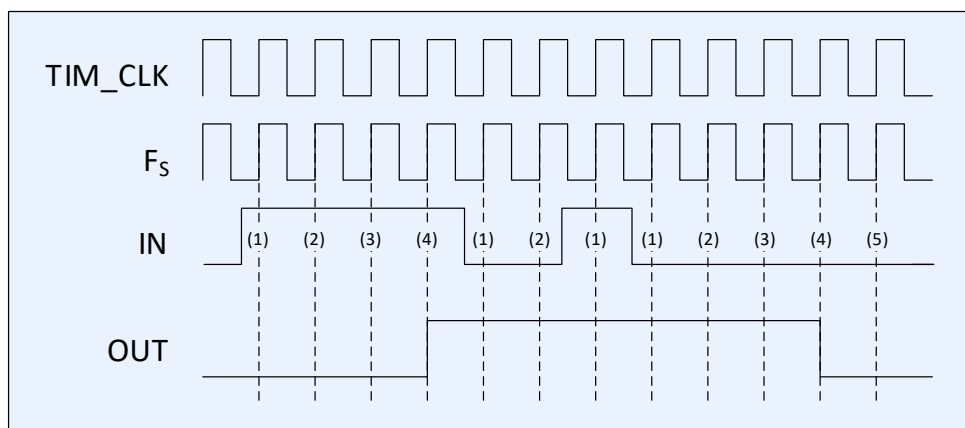 TIM_CLK
FS
IN
(1) (2) (3) (4) (1) (2) (1) (1) (2) (3) (4) (5)
OUT